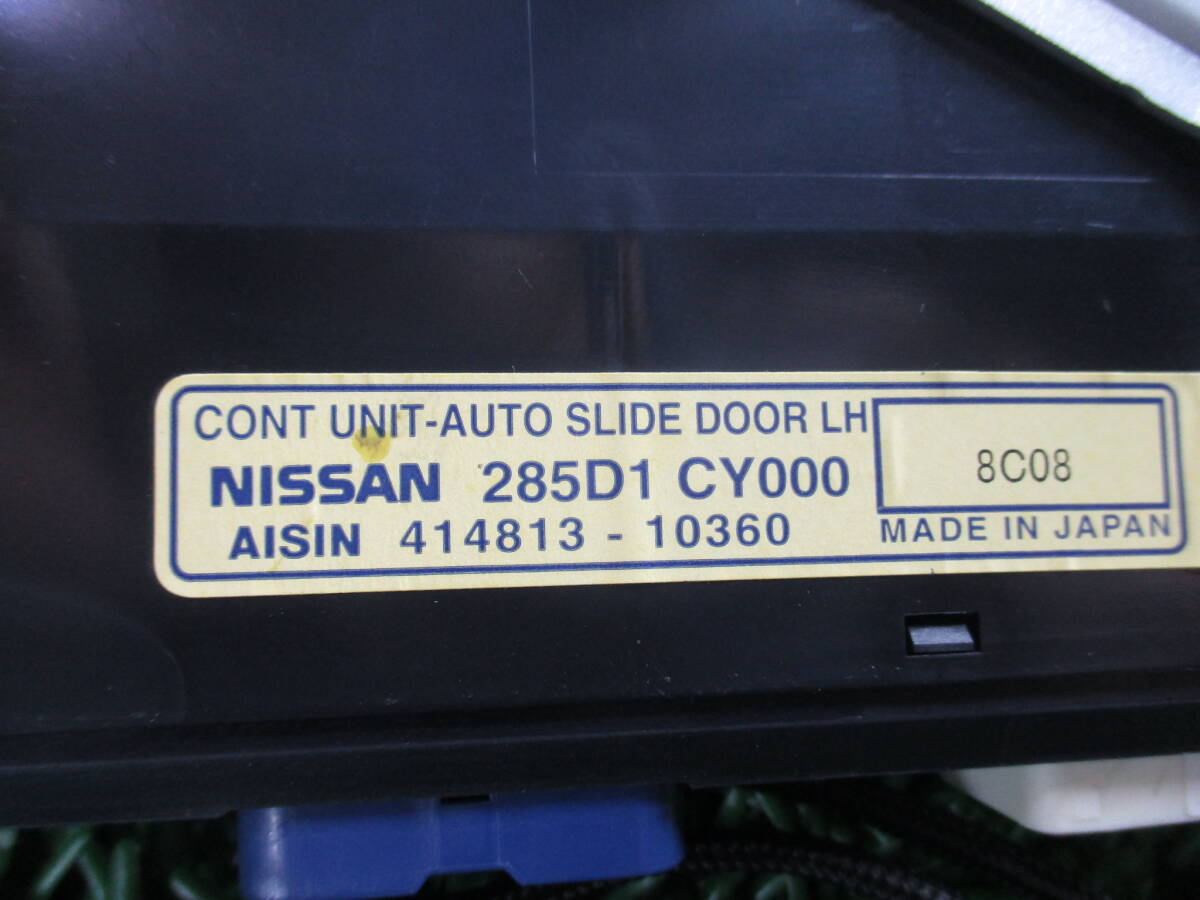 CONT UNIT-AUTO SLIDE DOOR LH
NISSAN 285D1 CY000
AISIN 414813 - 10360
8C08
MADE IN JAPAN